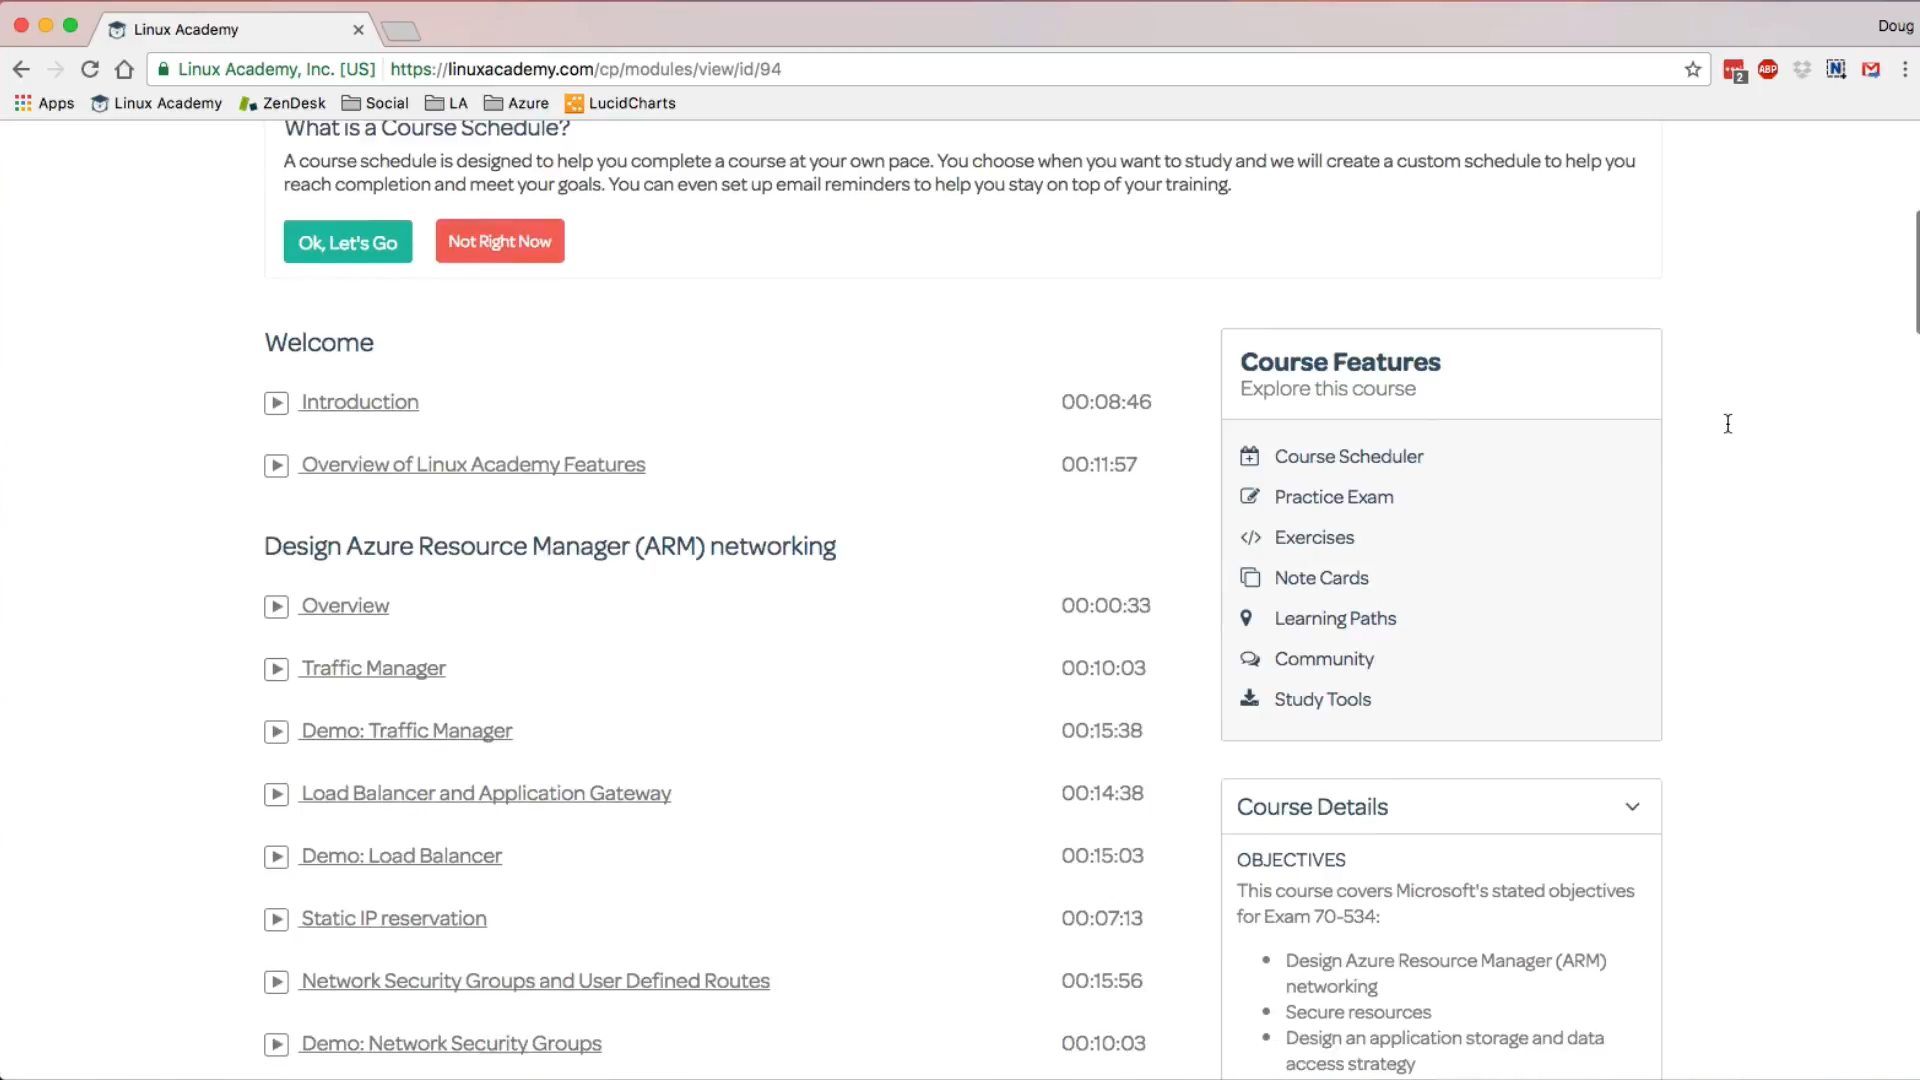 Linux Academy
Doug
Linux Academy, Inc. [US] https://linuxacademy.com/cp/modules/view/id/94
2 ABP N
Apps Linux Academy ZenDesk Social LA Azure LucidCharts
What is a Course Schedule?
A course schedule is designed to help you complete a course at your own pace. You choose when you want to study and we will create a custom schedule to help you
reach completion and meet your goals. You can even set up email reminders to help you stay on top of your training.
Ok, Let's Go
Not Right Now
Welcome
Introduction 00:08:46
Overview of Linux Academy Features 00:11:57
Design Azure Resource Manager (ARM) networking
Overview 00:00:33
Traffic Manager 00:10:03
Demo: Traffic Manager 00:15:38
Load Balancer and Application Gateway 00:14:38
Demo: Load Balancer 00:15:03
Static IP reservation 00:07:13
Network Security Groups and User Defined Routes 00:15:56
Demo: Network Security Groups 00:10:03
Course Features
Explore this course
Course Scheduler
Practice Exam
Exercises
Note Cards
Learning Paths
Community
Study Tools
Course Details
OBJECTIVES
This course covers Microsoft's stated objectives
for Exam 70-534:
Design Azure Resource Manager (ARM)
networking
Secure resources
Design an application storage and data
access strategy